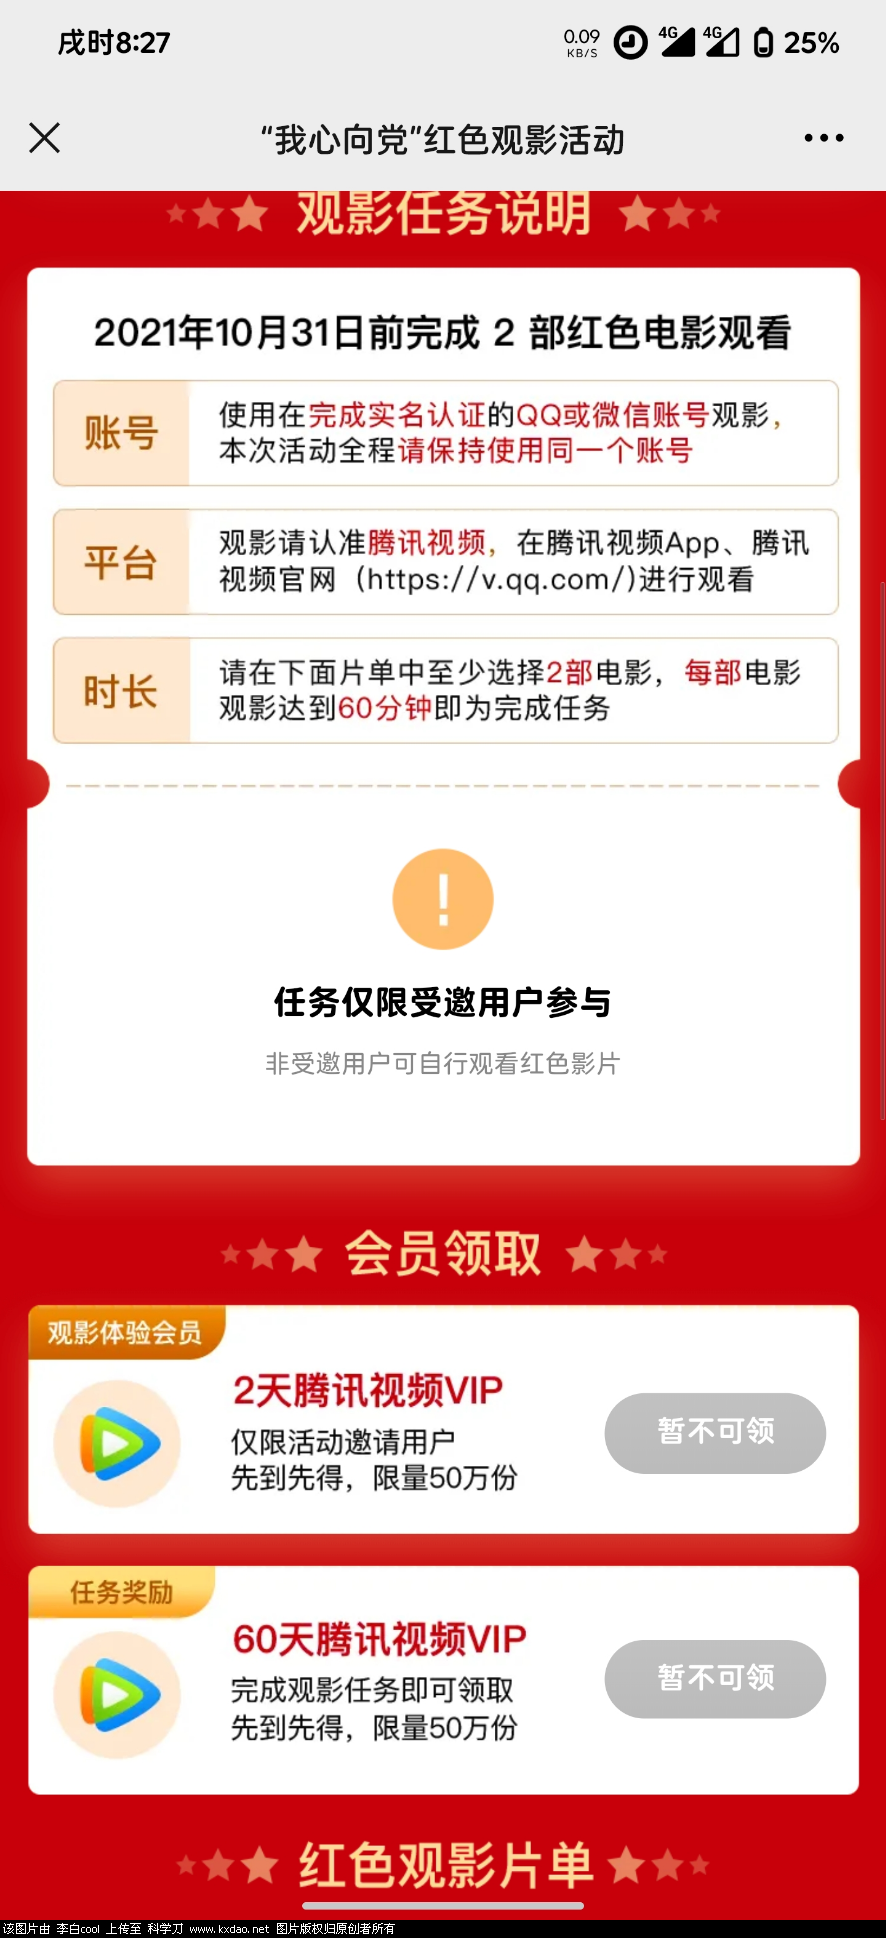 戌时8:27
0.09
KB/S
4G
4G
25%
“我心向党”红色观影活动
观影任务说明
2021年10月31日前完成 2 部红色电影观看
账号
使用在完成实名认证的QQ或微信账号观影，
本次活动全程请保持使用同一个账号
平台
观影请认准腾讯视频，在腾讯视频App、腾讯
视频官网（https://v.qq.com/)进行观看
时长
请在下面片单中至少选择2部电影，每部电影
观影达到60分钟即为完成任务
任务仅限受邀用户参与
非受邀用户可自行观看红色影片
会员领取
观影体验会员
2天腾讯视频VIP
仅限活动邀请用户
先到先得，限量50万份
暂不可领
任务奖励
60天腾讯视频VIP
完成观影任务即可领取
先到先得，限量50万份
暂不可领
红色观影片单
该图片由 李白cool 上传至 科学刀 www.kxdao.net 图片版权归原创者所有